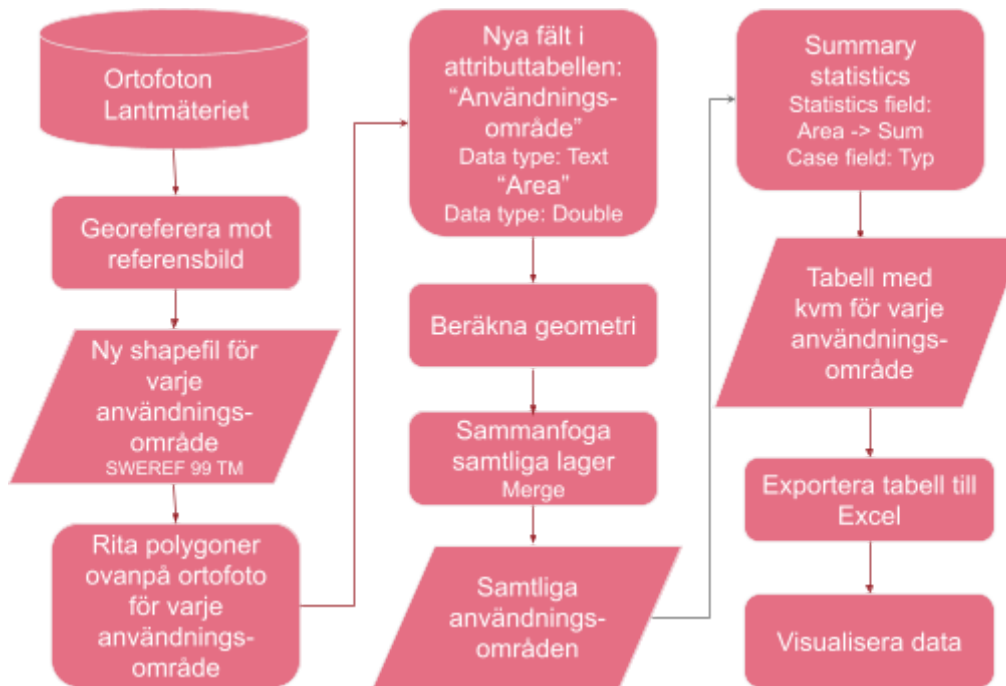 Ortofoton
Lantmäteriet
Georeferera mot
referensbild
Ny shapefil för
varje
användnings-
område
SWEREF 99 TM
Rita polygoner
ovanpå ortofoto
för varje
användnings-
område
Nya fält i
attributtabellen:
“Användnings-
område”
Data type: Text
“Area”
Data type: Double
Beräkna geometri
Sammanfoga
samtliga lager
Merge
Samtliga
användnings-
områden
Summary
statistics
Statistics field:
Area -> Sum
Case field: Typ
Tabell med
kvm för varje
användnings-
område
Exportera tabell till
Excel
Visualisera data